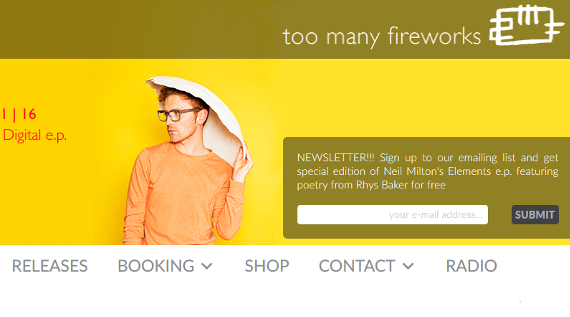 too many fireworks
1 | 16
Digital e.p.
NEWSLETTER!!! Sign up to our emailing list and get
special edition of Neil Milton's Elements e.p. featuring
poetry from Rhys Baker for free
your e-mail address...
SUBMIT
RELEASES BOOKING SHOP CONTACT RADIO